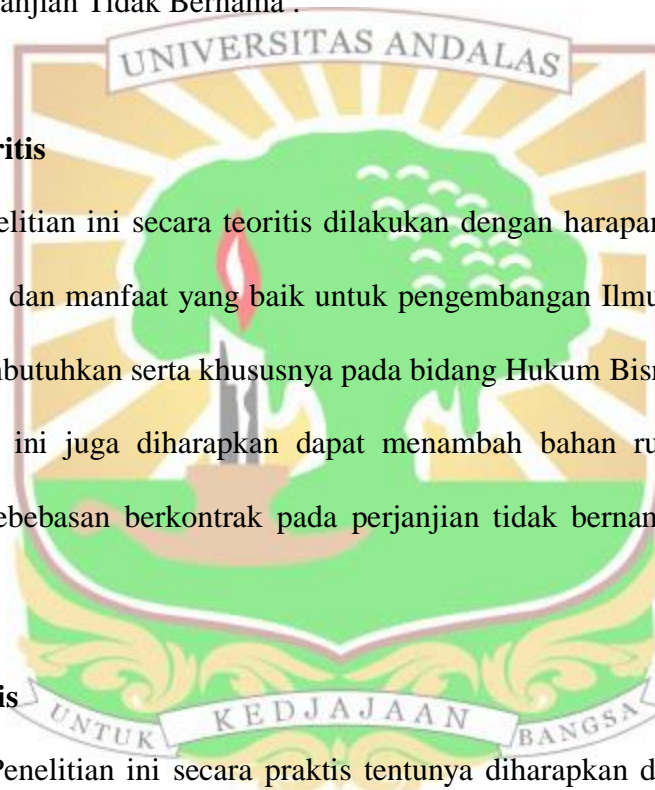 anjian Tidak Bernama .
UNIVERSITAS ANDALAS
ritis
elitian ini secara teoritis dilakukan dengan harapan
dan manfaat yang baik untuk pengembangan Ilmu
nbutuhkan serta khususnya pada bidang Hukum Bisn
ini juga diharapkan dapat menambah bahan ru
kebebasan berkontrak pada perjanjian tidak bernam
is
UNTUK KEDJAJAAN BANGSA
Penelitian ini secara praktis tentunya diharapkan d